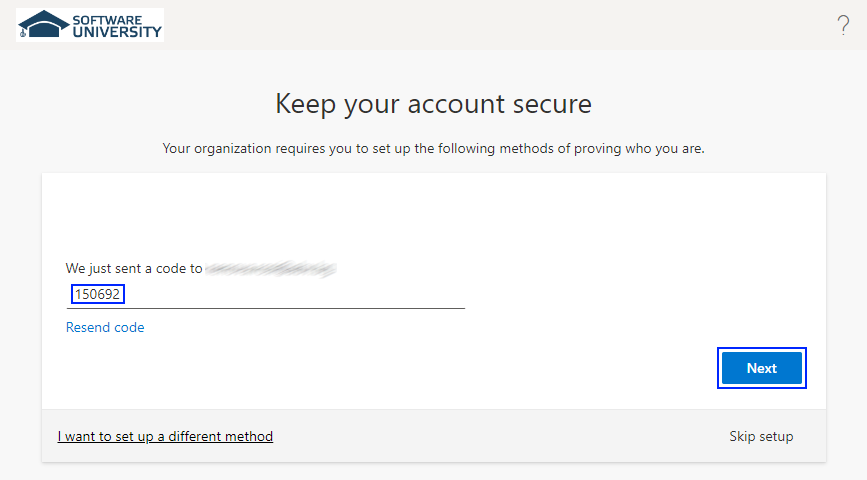 SOFTWARE
UNIVERSITY
?
Keep your account secure
Your organization requires you to set up the following methods of proving who you are.
We just sent a code to
150692
Resend code
Next
I want to set up a different method
Skip setup